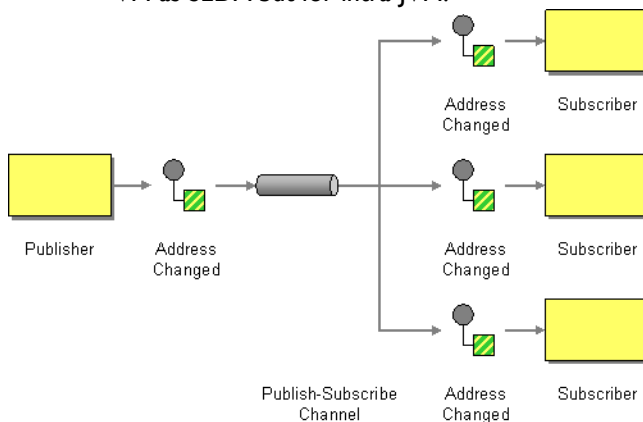 Address
Changed
Subscriber
Publisher
Address
Changed
Address
Changed
Subscriber
Publish-Subscribe
Channel
Address
Changed
Subscriber